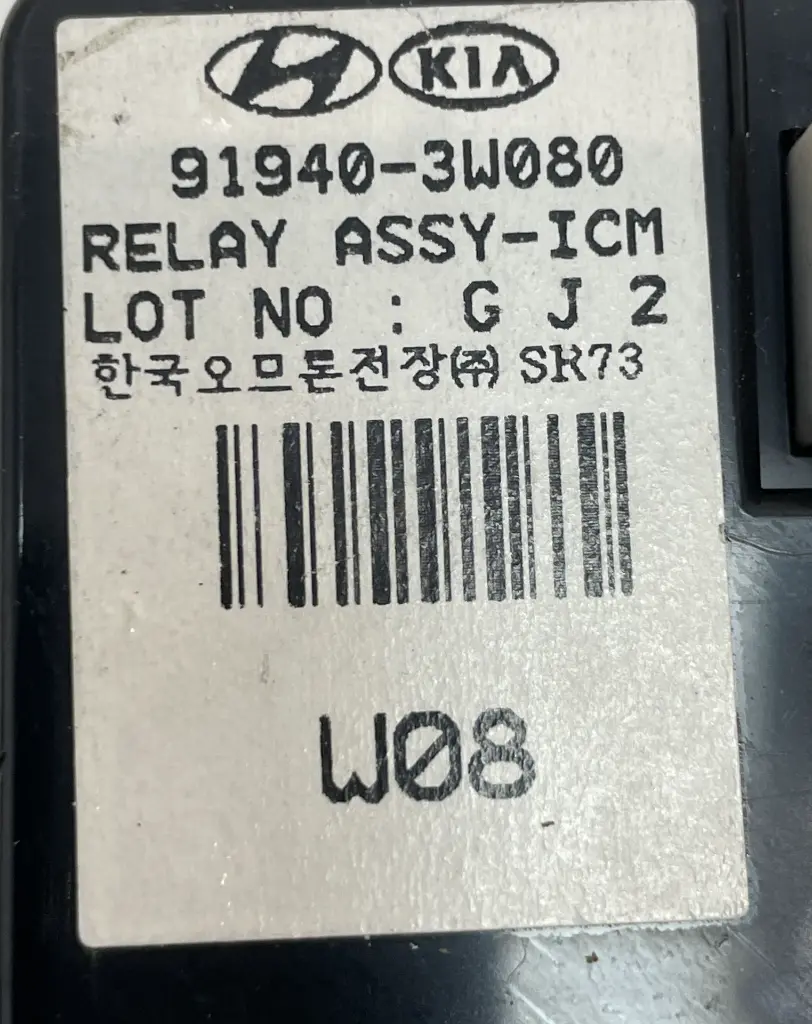 KIA
91940-3W080
RELAY ASSY-ICM
LOT NO : G J 2
한국오므론전장(주) SR73
W08